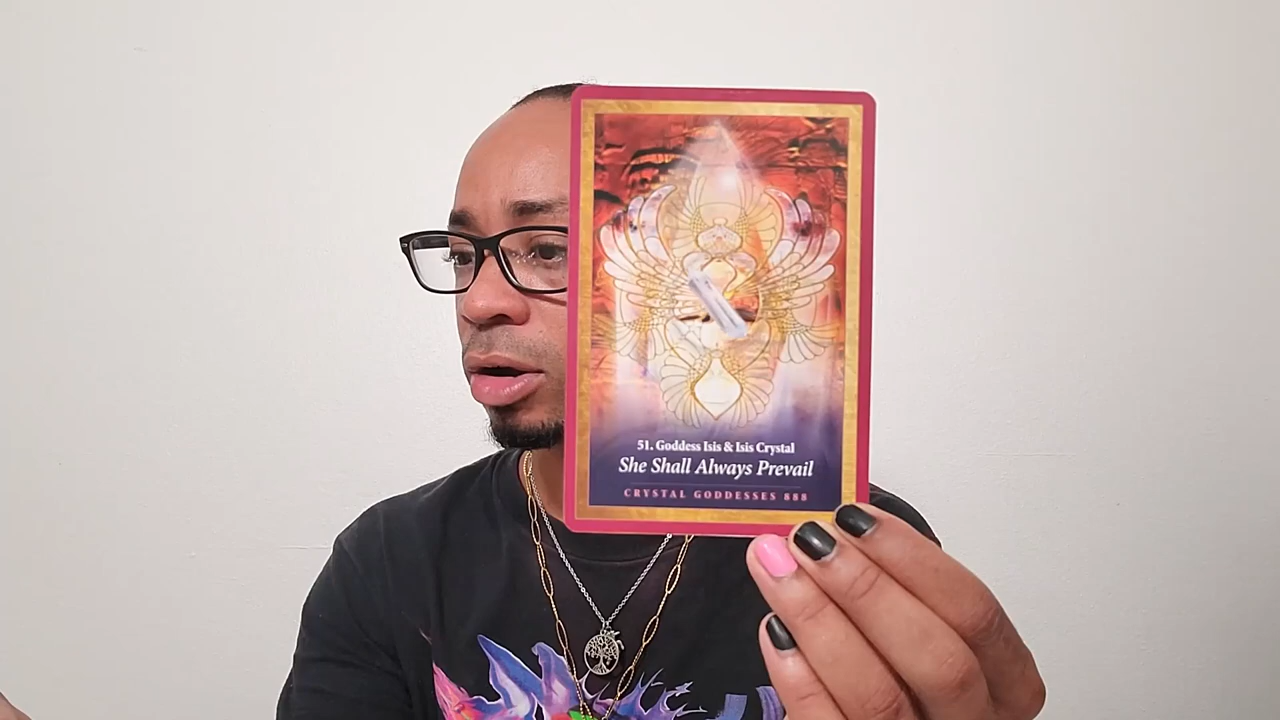 51. Goddess Isis & Isis Crystal
She Shall Always Prevail
CRYSTAL GODDESSES 888